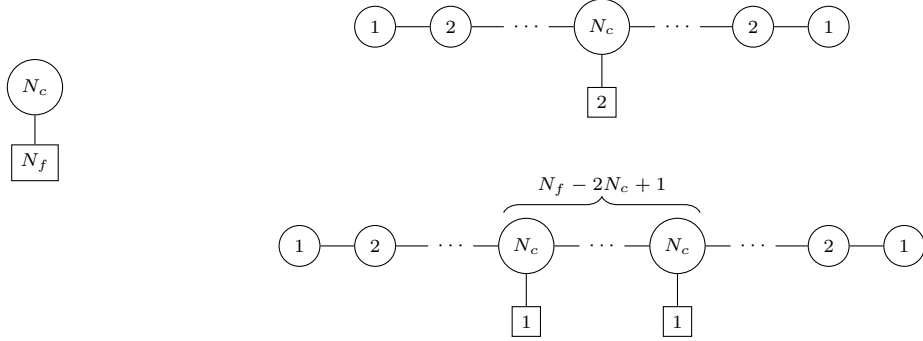 1 2 ⋯ N_c ⋯ 2 1
2
N_c
N_f
N_f − 2N_c + 1
1 2 ⋯ N_c ⋯ N_c ⋯ 2 1
1 1